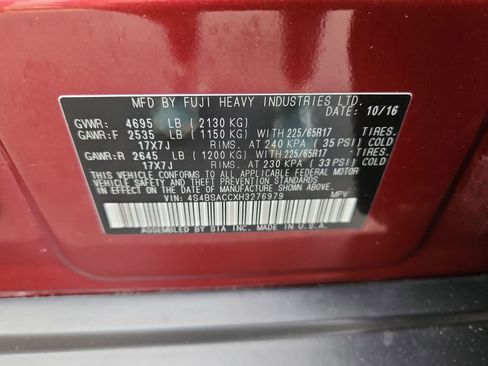 MFD BY FUJI HEAVY INDUSTRIES LTD.
DATE: 10/16
GVWR: 4695 LB (2130 KG)
GAWR:F 2535 LB (1150 KG) WITH 225/65R17 TIRES.
17X7J RIMS. AT 240 KPA (35 PSI) COLD
GAWR:R 2645 LB (1200 KG) WITH 225/65R17 TIRES.
17X7J RIMS. AT 230 KPA (33 PSI) COLD
THIS VEHICLE CONFORMS TO ALL APPLICABLE FEDERAL MOTOR
VEHICLE SAFETY AND THEFT PREVENTION STANDARDS IN
EFFECT ON THE DATE OF MANUFACTURE SHOWN ABOVE.
VIN: 4S4BSACCXH3276979 MPV
ASSEMBLED BY SIA INC. MADE IN U.S.A.